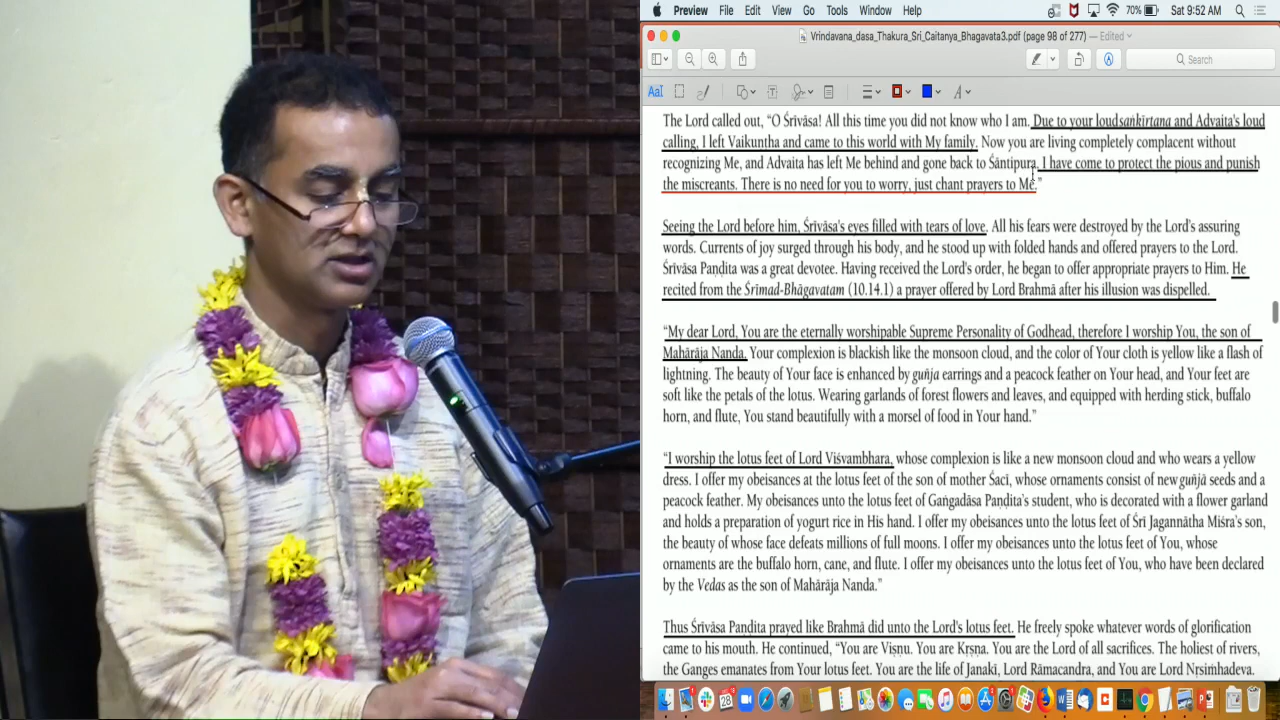 Preview File Edit View Go Tools Window Help 70% Sat 9:52 AM
Vrindavana_dasa_Thakura_Sri_Caitanya_Bhagavata3.pdf (page 98 of 277) — Edited
Search
The Lord called out, “O Śrīvāsa! All this time you did not know who I am. Due to your loud saṅkīrtana and Advaita's loud
calling, I left Vaikuntha and came to this world with My family. Now you are living completely complacent without
recognizing Me, and Advaita has left Me behind and gone back to Śāntipura. I have come to protect the pious and punish
the miscreants. There is no need for you to worry, just chant prayers to Me.”
Seeing the Lord before him, Śrīvāsa's eyes filled with tears of love. All his fears were destroyed by the Lord's assuring
words. Currents of joy surged through his body, and he stood up with folded hands and offered prayers to the Lord.
Śrīvāsa Paṇḍita was a great devotee. Having received the Lord's order, he began to offer appropriate prayers to Him. He
recited from the Śrīmad-Bhāgavatam (10.14.1) a prayer offered by Lord Brahmā after his illusion was dispelled.
“My dear Lord, You are the eternally worshipable Supreme Personality of Godhead, therefore I worship You, the son of
Mahārāja Nanda. Your complexion is blackish like the monsoon cloud, and the color of Your cloth is yellow like a flash of
lightning. The beauty of Your face is enhanced by guñja earrings and a peacock feather on Your head, and Your feet are
soft like the petals of the lotus. Wearing garlands of forest flowers and leaves, and equipped with herding stick, buffalo
horn, and flute, You stand beautifully with a morsel of food in Your hand.”
“I worship the lotus feet of Lord Viśvambhara, whose complexion is like a new monsoon cloud and who wears a yellow
dress. I offer my obeisances at the lotus feet of the son of mother Śacī, whose ornaments consist of new guñjā seeds and a
peacock feather. My obeisances unto the lotus feet of Gaṅgadāsa Paṇḍita's student, who is decorated with a flower garland
and holds a preparation of yogurt rice in His hand. I offer my obeisances unto the lotus feet of Śrī Jagannātha Miśra's son,
the beauty of whose face defeats millions of full moons. I offer my obeisances unto the lotus feet of You, whose
ornaments are the buffalo horn, cane, and flute. I offer my obeisances unto the lotus feet of You, who have been declared
by the Vedas as the son of Mahārāja Nanda.”
Thus Śrīvāsa Paṇḍita prayed like Brahmā did unto the Lord's lotus feet. He freely spoke whatever words of glorification
came to his mouth. He continued, “You are Viṣṇu. You are Kṛṣṇa. You are the Lord of all sacrifices. The holiest of rivers,
the Ganges emanates from Your lotus feet. You are the life of Janakī, Lord Rāmacandra, and You are Lord Nṛsiṁhadeva.